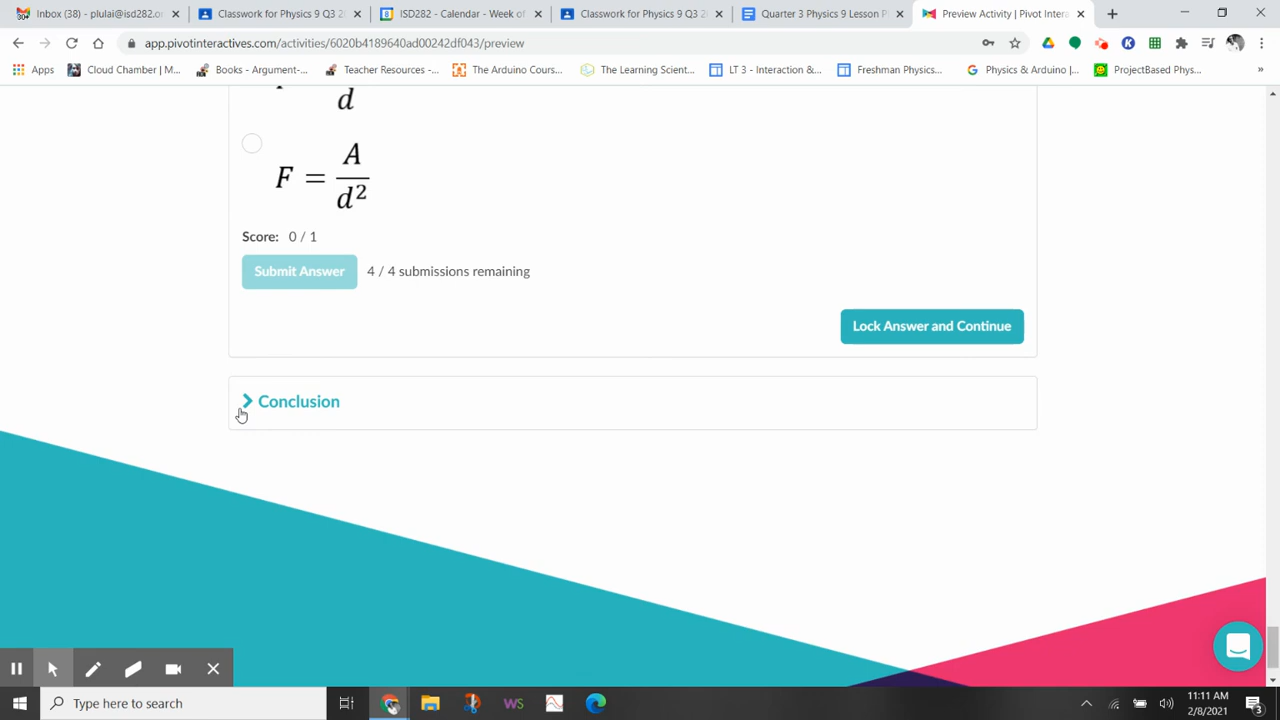 Inbox (38) - plulai@isd282.or
Classwork for Physics 9 Q3 2
ISD282 - Calendar - Week of
Classwork for Physics 9 Q3 2
Quarter 3 Physics 9 Lesson P
Preview Activity | Pivot Intera
app.pivotinteractives.com/activities/6020b4189640ad00242df043/preview
Apps
Cloud Chamber | M...
Books - Argument-...
Teacher Resources -...
The Arduino Cours...
The Learning Scient...
LT 3 - Interaction &...
Freshman Physics...
Physics & Arduino |...
ProjectBased Phys...
»
d
F = A / d²
Score: 0 / 1
Submit Answer 4 / 4 submissions remaining
Lock Answer and Continue
Conclusion
Type here to search
WS
11:11 AM
2/8/2021
3